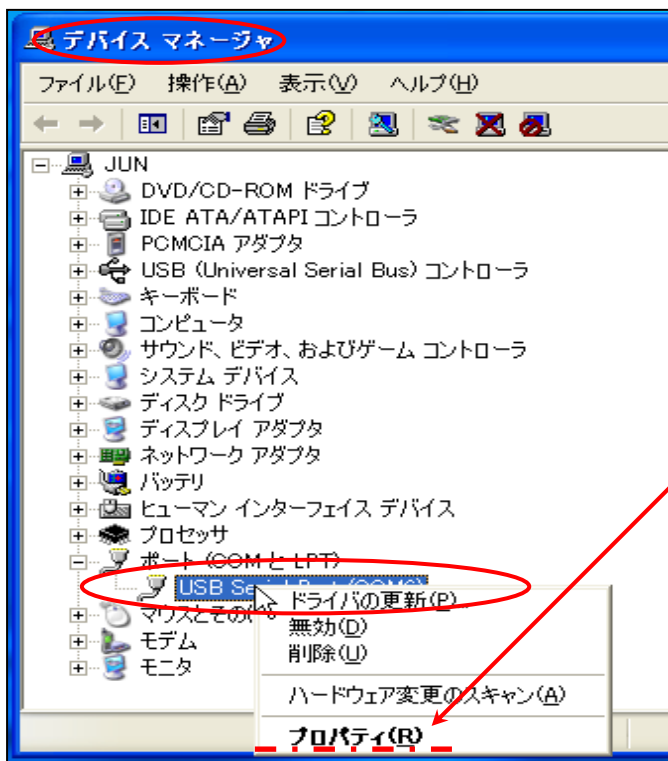 デバイス マネージャ
ファイル(F) 操作(A) 表示(V) ヘルプ(H)
JUN
DVD/CD-ROM ドライブ
IDE ATA/ATAPI コントローラ
PCMCIA アダプタ
USB (Universal Serial Bus) コントローラ
キーボード
コンピュータ
サウンド、ビデオ、およびゲーム コントローラ
システム デバイス
ディスク ドライブ
ディスプレイ アダプタ
ネットワーク アダプタ
バッテリ
ヒューマン インターフェイス デバイス
プロセッサ
ポート (COM と LPT)
USB Serial Port
マウスとその
モデム
モニタ
ドライバの更新(P)...
無効(D)
削除(U)
ハードウェア変更のスキャン(A)
プロパティ(R)